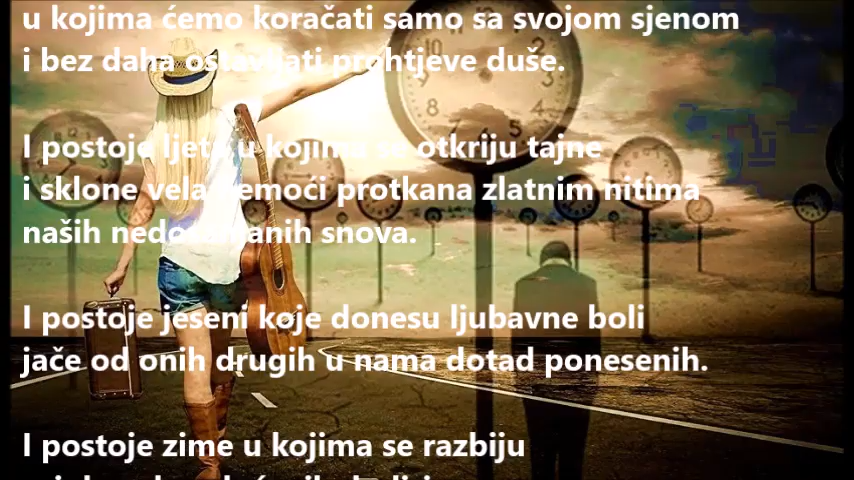 u kojima ćemo koračati samo sa svojom sjenom
i bez daha ostavljati prohtjeve duše.
I postoje ljeta u kojima se otkriju tajne
i sklone vela nemoći protkana zlatnim nitima
naših nedosanjanih snova.
I postoje jeseni koje donesu ljubavne boli
jače od onih drugih u nama dotad ponesenih.
I postoje zime u kojima se razbiju